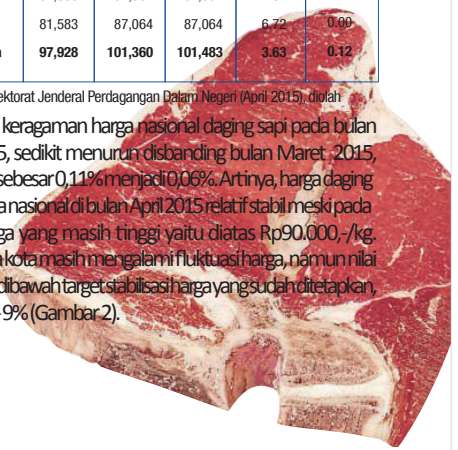 81,583 87,064 87,064 6.72 0.00
97,928 101,360 101,483 3.63 0.12
ektorat Jenderal Perdagangan Dalam Negeri (April 2015), diolah
keragaman harga nasional daging sapi pada bulan
5, sedikit menurun disbanding bulan Maret 2015,
sebesar 0,11% menjadi 0,06%. Artinya, harga daging
a nasional di bulan April 2015 relatif stabil meski pada
ga yang masih tinggi yaitu diatas Rp90.000,-/kg.
kota masih mengalami fluktuasi harga, namun nilai
dibawah target stabilisasi harga yang sudah ditetapkan,
9% (Gambar 2).